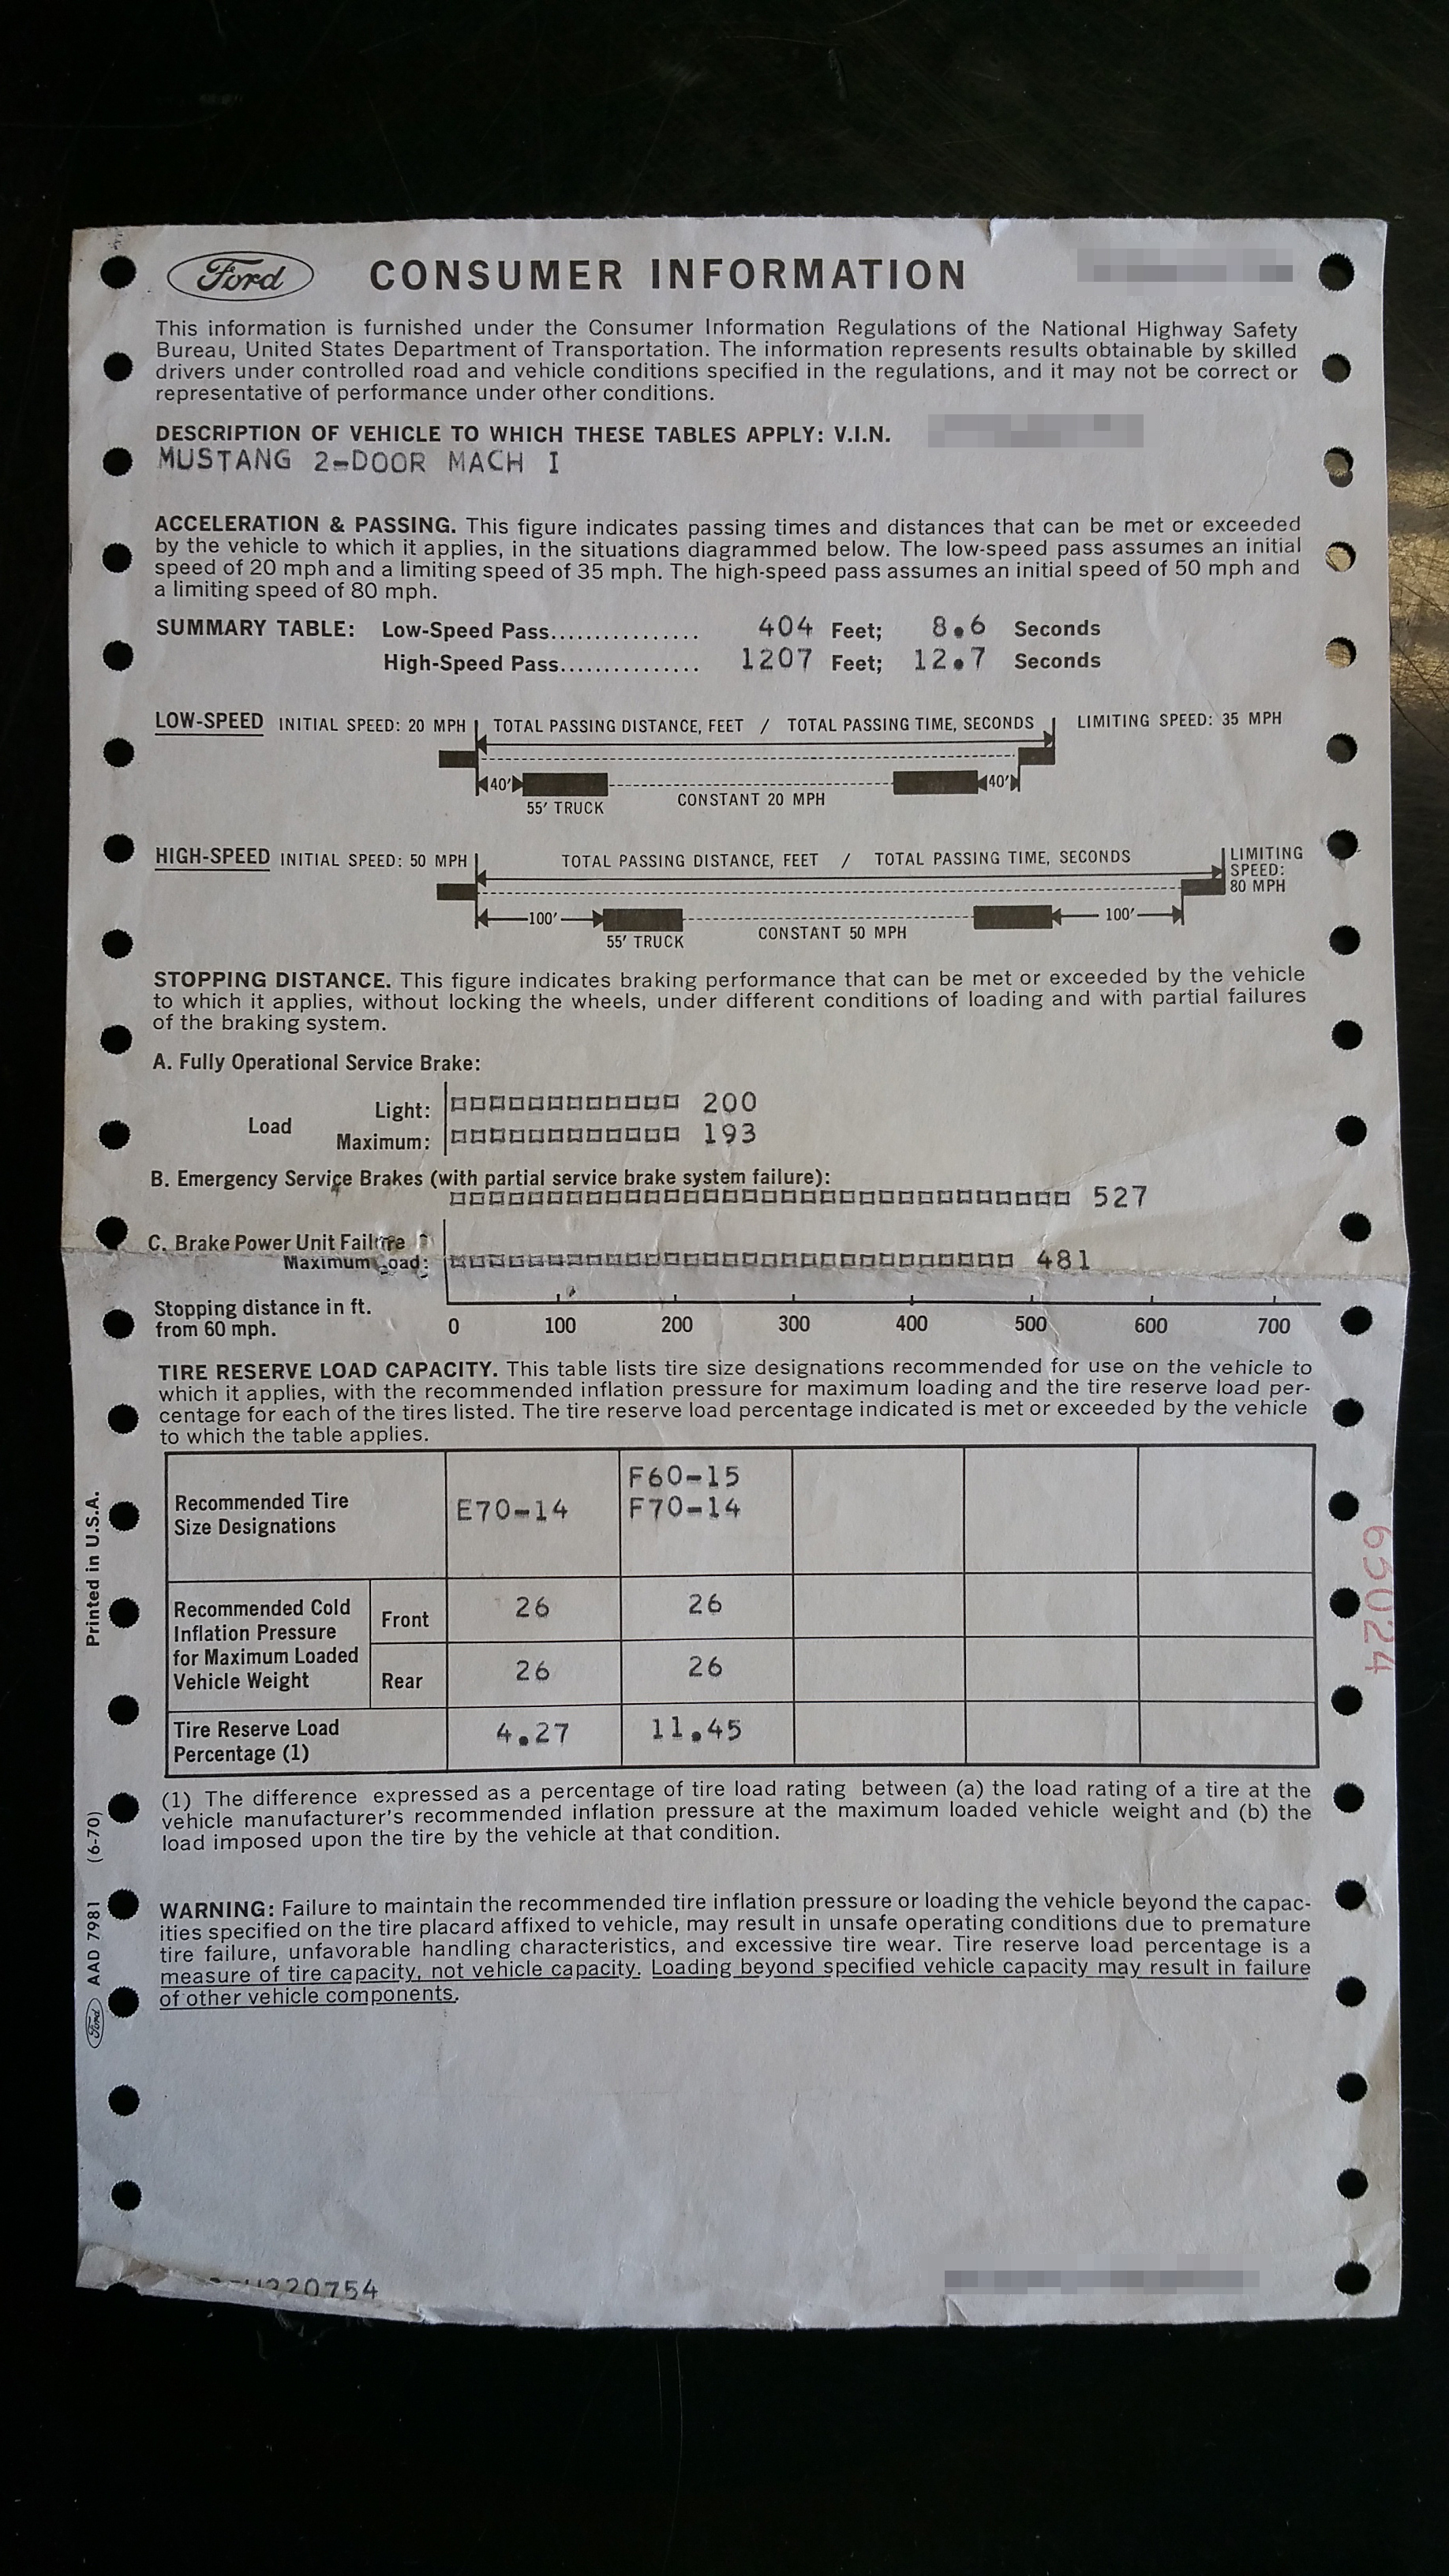 Ford CONSUMER INFORMATION
This information is furnished under the Consumer Information Regulations of the National Highway Safety
Bureau, United States Department of Transportation. The information represents results obtainable by skilled
drivers under controlled road and vehicle conditions specified in the regulations, and it may not be correct or
representative of performance under other conditions.
DESCRIPTION OF VEHICLE TO WHICH THESE TABLES APPLY: V.I.N.
MUSTANG 2-DOOR MACH I
ACCELERATION & PASSING. This figure indicates passing times and distances that can be met or exceeded
by the vehicle to which it applies, in the situations diagrammed below. The low-speed pass assumes an initial
speed of 20 mph and a limiting speed of 35 mph. The high-speed pass assumes an initial speed of 50 mph and
a limiting speed of 80 mph.
SUMMARY TABLE: Low-Speed Pass................ 404 Feet; 8.6 Seconds
High-Speed Pass............... 1207 Feet; 12.7 Seconds
LOW-SPEED INITIAL SPEED: 20 MPH TOTAL PASSING DISTANCE, FEET / TOTAL PASSING TIME, SECONDS LIMITING SPEED: 35 MPH
40' 40'
55' TRUCK CONSTANT 20 MPH
HIGH-SPEED INITIAL SPEED: 50 MPH TOTAL PASSING DISTANCE, FEET / TOTAL PASSING TIME, SECONDS LIMITING
SPEED:
80 MPH
100' 100'
55' TRUCK CONSTANT 50 MPH
STOPPING DISTANCE. This figure indicates braking performance that can be met or exceeded by the vehicle
to which it applies, without locking the wheels, under different conditions of loading and with partial failures
of the braking system.
A. Fully Operational Service Brake:
Light: 200
Load
Maximum: 193
B. Emergency Service Brakes (with partial service brake system failure):
527
C. Brake Power Unit Failure
Maximum Load: 481
Stopping distance in ft.
from 60 mph. 0 100 200 300 400 500 600 700
TIRE RESERVE LOAD CAPACITY. This table lists tire size designations recommended for use on the vehicle to
which it applies, with the recommended inflation pressure for maximum loading and the tire reserve load per-
centage for each of the tires listed. The tire reserve load percentage indicated is met or exceeded by the vehicle
to which the table applies.
F60-15
Recommended Tire E70-14 F70-14
Size Designations
Recommended Cold Front 26 26
Inflation Pressure
for Maximum Loaded
Vehicle Weight Rear 26 26
Tire Reserve Load 4.27 11.45
Percentage (1)
(1) The difference expressed as a percentage of tire load rating between (a) the load rating of a tire at the
vehicle manufacturer's recommended inflation pressure at the maximum loaded vehicle weight and (b) the
load imposed upon the tire by the vehicle at that condition.
WARNING: Failure to maintain the recommended tire inflation pressure or loading the vehicle beyond the capac-
ities specified on the tire placard affixed to vehicle, may result in unsafe operating conditions due to premature
tire failure, unfavorable handling characteristics, and excessive tire wear. Tire reserve load percentage is a
measure of tire capacity, not vehicle capacity. Loading beyond specified vehicle capacity may result in failure
of other vehicle components.
220754
Ford AAD 7981 (6-70) Printed in U.S.A.
65024